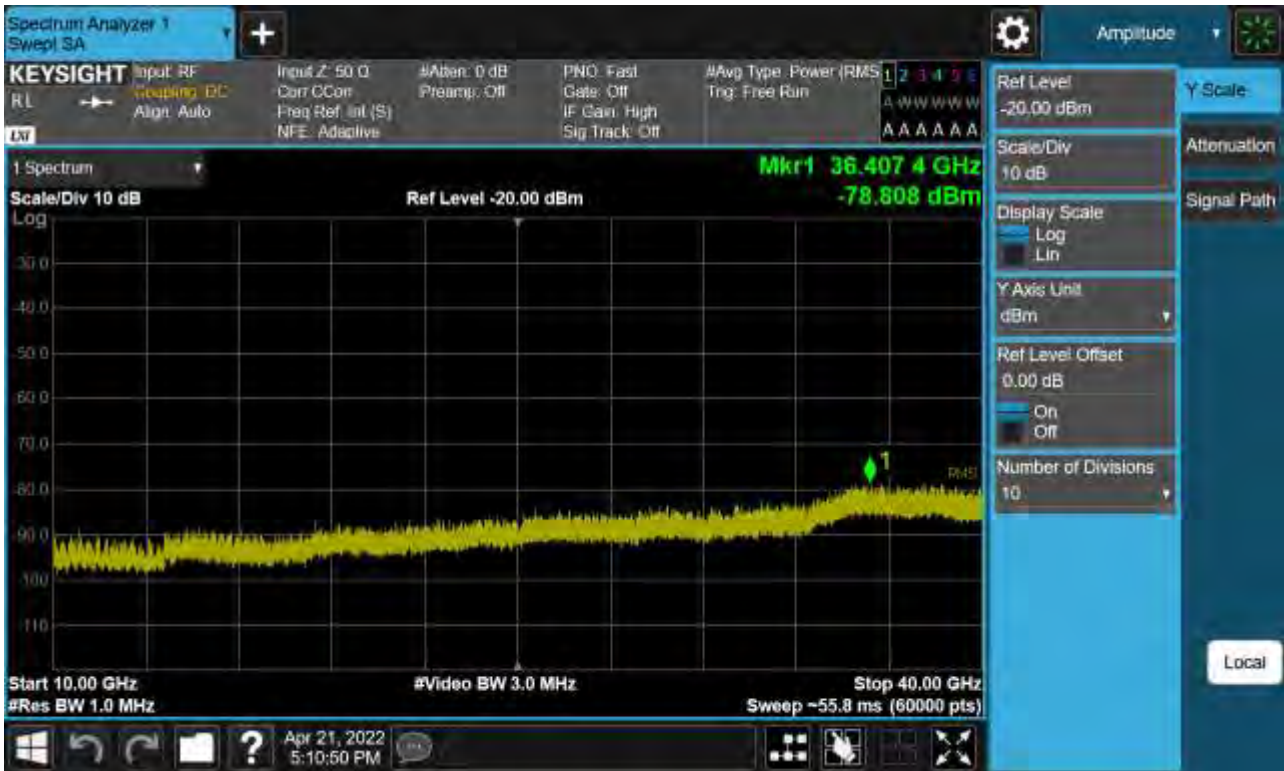 Spectrum Analyzer 1
Swept SA
Amplitude
KEYSIGHT
RL
LXI
Input: RF
Coupling: DC
Align: Auto
Input Z: 50 Ω
Corr CCorr
Freq Ref: Int (S)
NFE: Adaptive
#Atten: 0 dB
Preamp: Off
PNO: Fast
Gate: Off
IF Gain: High
Sig Track: Off
#Avg Type: Power (RMS
Trig: Free Run
1 2 3 4 5 6
A W W W W W
A A A A A A
1 Spectrum
Scale/Div 10 dB
Log
Ref Level -20.00 dBm
Mkr1 36.407 4 GHz
-78.808 dBm
-30.0
-40.0
-50.0
-60.0
-70.0
-80.0
-90.0
-100
-110
1
RMS
Start 10.00 GHz
#Res BW 1.0 MHz
#Video BW 3.0 MHz
Stop 40.00 GHz
Sweep ~55.8 ms (60000 pts)
Ref Level
-20.00 dBm
Scale/Div
10 dB
Display Scale
Log
Lin
Y Axis Unit
dBm
Ref Level Offset
0.00 dB
On
Off
Number of Divisions
10
Y Scale
Attenuation
Signal Path
Local
?
Apr 21, 2022
5:10:50 PM